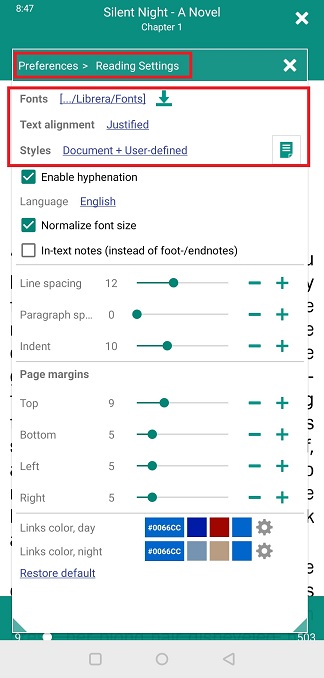 8:47
Silent Night - A Novel
Chapter 1
Preferences > Reading Settings
Fonts [.../Librera/Fonts]
Text alignment Justified
Styles Document + User-defined
Enable hyphenation
Language English
Normalize font size
In-text notes (instead of foot-/endnotes)
Line spacing 12
Paragraph sp... 0
Indent 10
Page margins
Top 9
Bottom 5
Left 5
Right 5
Links color, day #0066CC
Links color, night #0066CC
Restore default
9 503